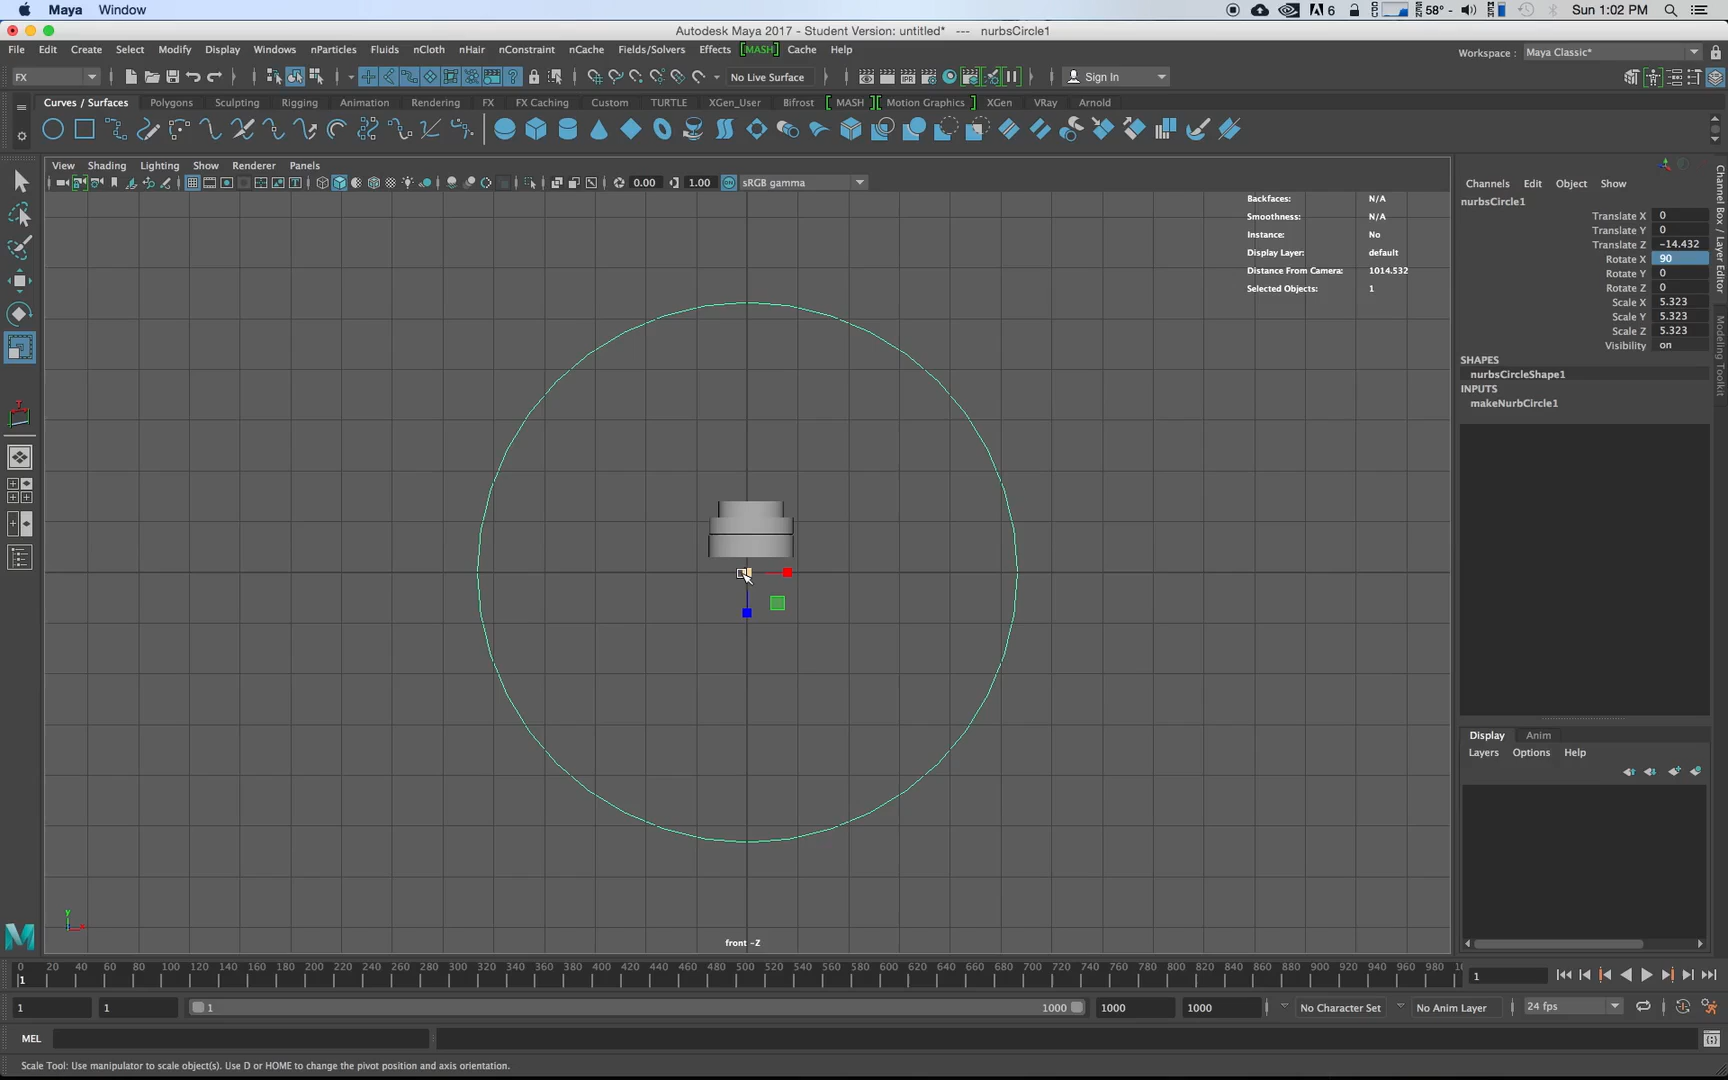 Maya Window 6 58° Sun 1:02 PM
Autodesk Maya 2017 - Student Version: untitled* --- nurbsCircle1
File Edit Create Select Modify Display Windows nParticles Fluids nCloth nHair nConstraint nCache Fields/Solvers Effects [MASH] Cache Help
Workspace : Maya Classic*
FX No Live Surface Sign In
Curves / Surfaces Polygons Sculpting Rigging Animation Rendering FX FX Caching Custom TURTLE XGen_User Bifrost [ MASH ][ Motion Graphics ] XGen VRay Arnold
View Shading Lighting Show Renderer Panels
0.00 1.00 sRGB gamma
Channels Edit Object Show
nurbsCircle1
Backfaces: N/A
Smoothness: N/A
Instance: No
Display Layer: default
Distance From Camera: 1014.532
Selected Objects: 1
Translate X 0
Translate Y 0
Translate Z -14.432
Rotate X 90
Rotate Y 0
Rotate Z 0
Scale X 5.323
Scale Y 5.323
Scale Z 5.323
Visibility on
SHAPES
nurbsCircleShape1
INPUTS
makeNurbCircle1
Channel Box / Layer Editor
Modeling Toolkit
Display Anim
Layers Options Help
Y
front -Z
0 20 40 60 80 100 120 140 160 180 200 220 240 260 280 300 320 340 360 380 400 420 440 460 480 500 520 540 560 580 600 620 640 660 680 700 720 740 760 780 800 820 840 860 880 900 920 940 960 980
1 1
1 1 1 1000 1000 1000 No Character Set No Anim Layer 24 fps
MEL
Scale Tool: Use manipulator to scale object(s). Use D or HOME to change the pivot position and axis orientation.